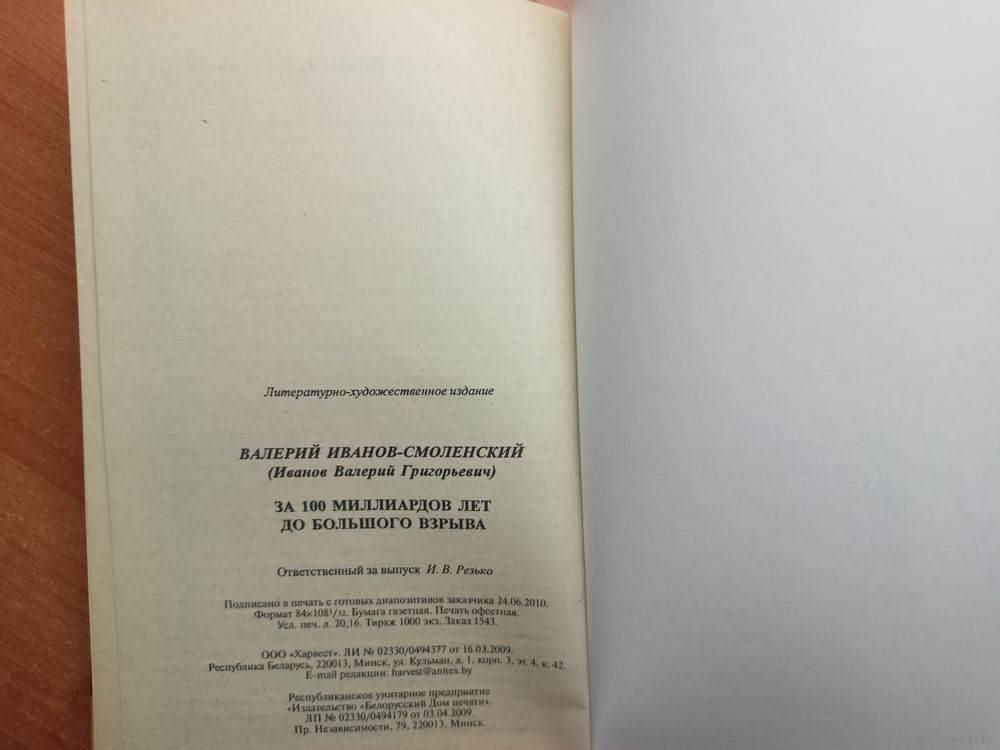 Литературно-художественное издание
ВАЛЕРИЙ ИВАНОВ-СМОЛЕНСКИЙ
(Иванов Валерий Григорьевич)
ЗА 100 МИЛЛИАРДОВ ЛЕТ
ДО БОЛЬШОГО ВЗРЫВА
Ответственный за выпуск И. В. Резько
Подписано в печать с готовых диапозитивов заказчика 24.06.2010.
Формат 84×108¹/32. Бумага газетная. Печать офсетная.
Усл. печ. л. 20,16. Тираж 1000 экз. Заказ 1543.
ООО «Харвест». ЛИ № 02330/0494377 от 16.03.2009.
Республика Беларусь, 220013, Минск, ул. Кульман, д. 1, корп. 3, эт. 4, к. 42.
E-mail редакции: harvest@anitex.by
Республиканское унитарное предприятие
«Издательство «Белорусский Дом печати».
ЛП № 02330/0494179 от 03.04.2009.
Пр. Независимости, 79, 220013, Минск.
www.ay.by